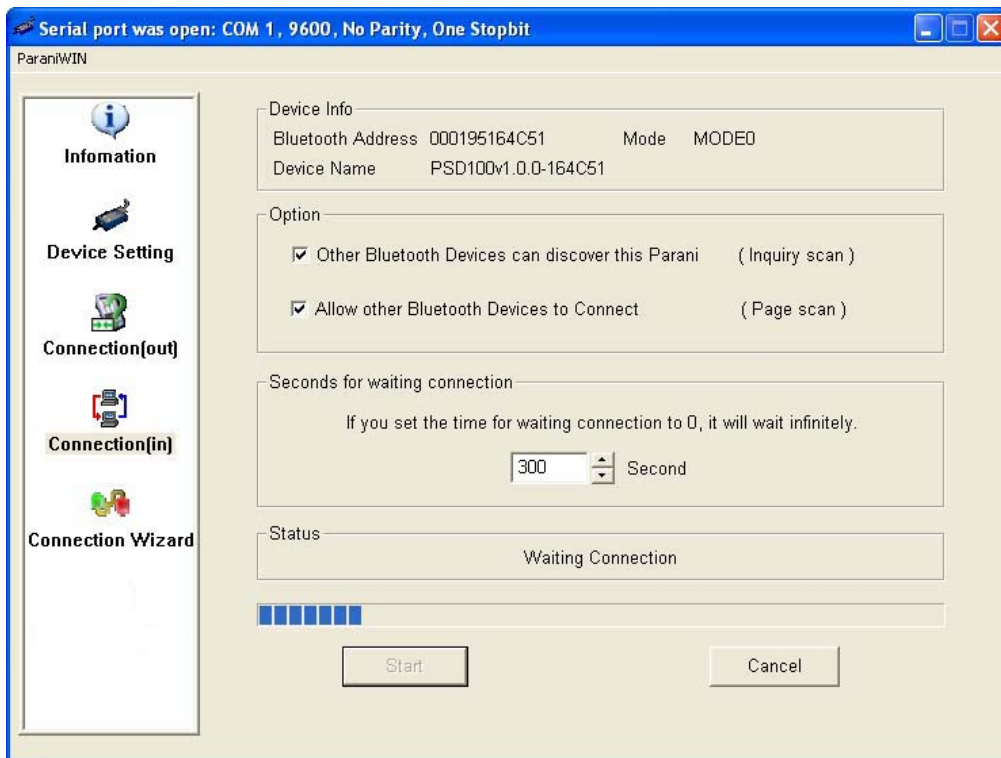 Serial port was open: COM 1, 9600, No Parity, One Stopbit
ParaniWIN
Infomation
Device Setting
Connection(out)
Connection(in)
Connection Wizard
Device Info
Bluetooth Address 000195164C51 Mode MODE0
Device Name PSD100v1.0.0-164C51
Option
Other Bluetooth Devices can discover this Parani ( Inquiry scan )
Allow other Bluetooth Devices to Connect ( Page scan )
Seconds for waiting connection
If you set the time for waiting connection to 0, it will wait infinitely.
300 Second
Status
Waiting Connection
Start Cancel